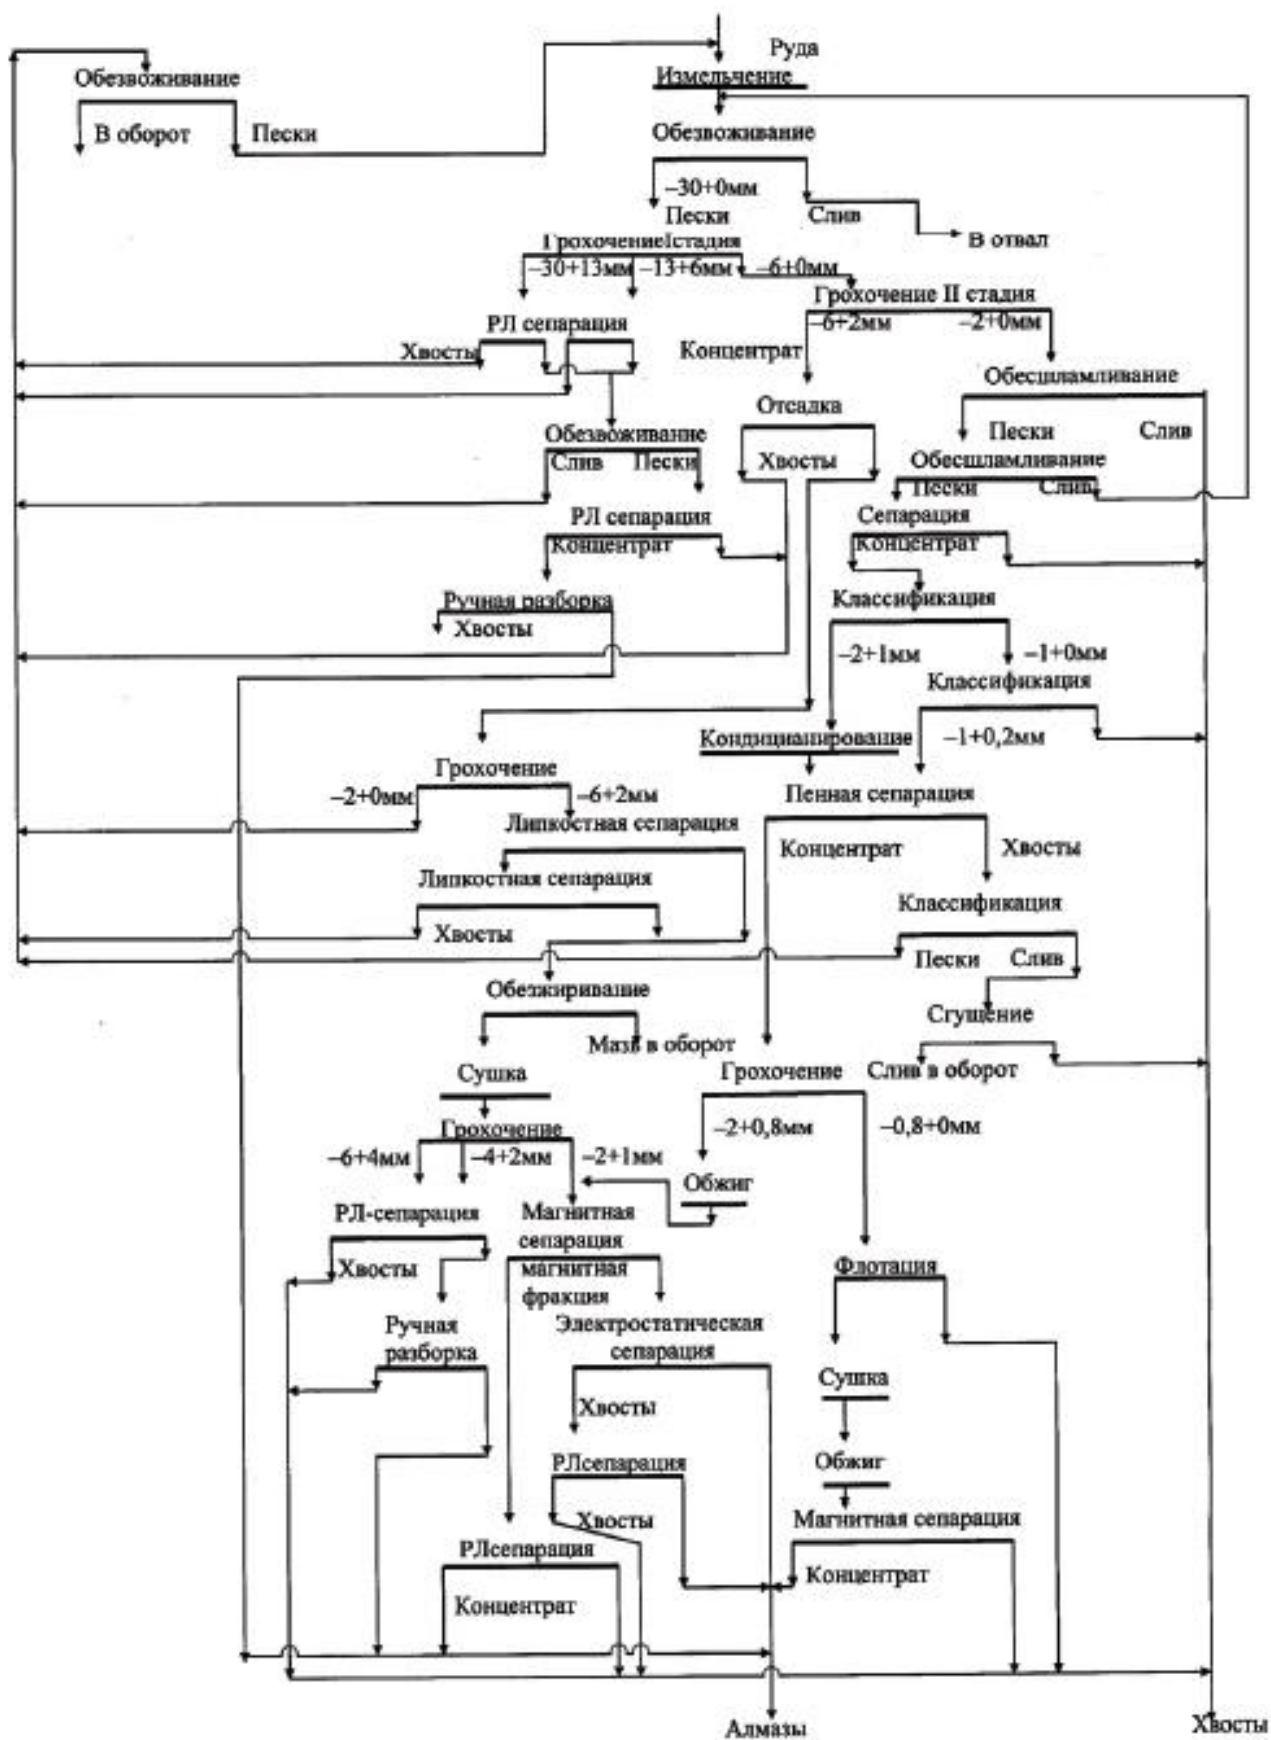 Руда
Обезвоживание
Измельчение
В оборот
Пески
Обезвоживание
–30+0мм
Пески
Слив
В отвал
ГрохочениеIстадия
–30+13мм
–13+6мм
–6+0мм
Грохочение II стадия
–6+2мм
–2+0мм
РЛ сепарация
Хвосты
Концентрат
Обесшламливание
Отсадка
Обезвоживание
Пески
Слив
Слив
Пески
Хвосты
Обесшламливание
Пески
Слив
РЛ сепарация
Сепарация
Концентрат
Концентрат
Ручная разборка
Классификация
Хвосты
–2+1мм
–1+0мм
Классификация
Кондицианирование
–1+0,2мм
Грохочение
–2+0мм
–6+2мм
Пенная сепарация
Липкостная сепарация
Концентрат
Хвосты
Липкостная сепарация
Классификация
Хвосты
Пески
Слив
Обезжиривание
Сгущение
Мазь в оборот
Сушка
Грохочение
Слив в оборот
Грохочение
–2+0,8мм
–0,8+0мм
–6+4мм
–4+2мм
–2+1мм
Обжиг
РЛ-сепарация
Магнитная
сепарация
Хвосты
магнитная
фракция
Флотация
Ручная
разборка
Электростатическая
сепарация
Сушка
Хвосты
РЛсепарация
Обжиг
Хвосты
Магнитная сепарация
РЛсепарация
Концентрат
Концентрат
Алмазы
Хвосты